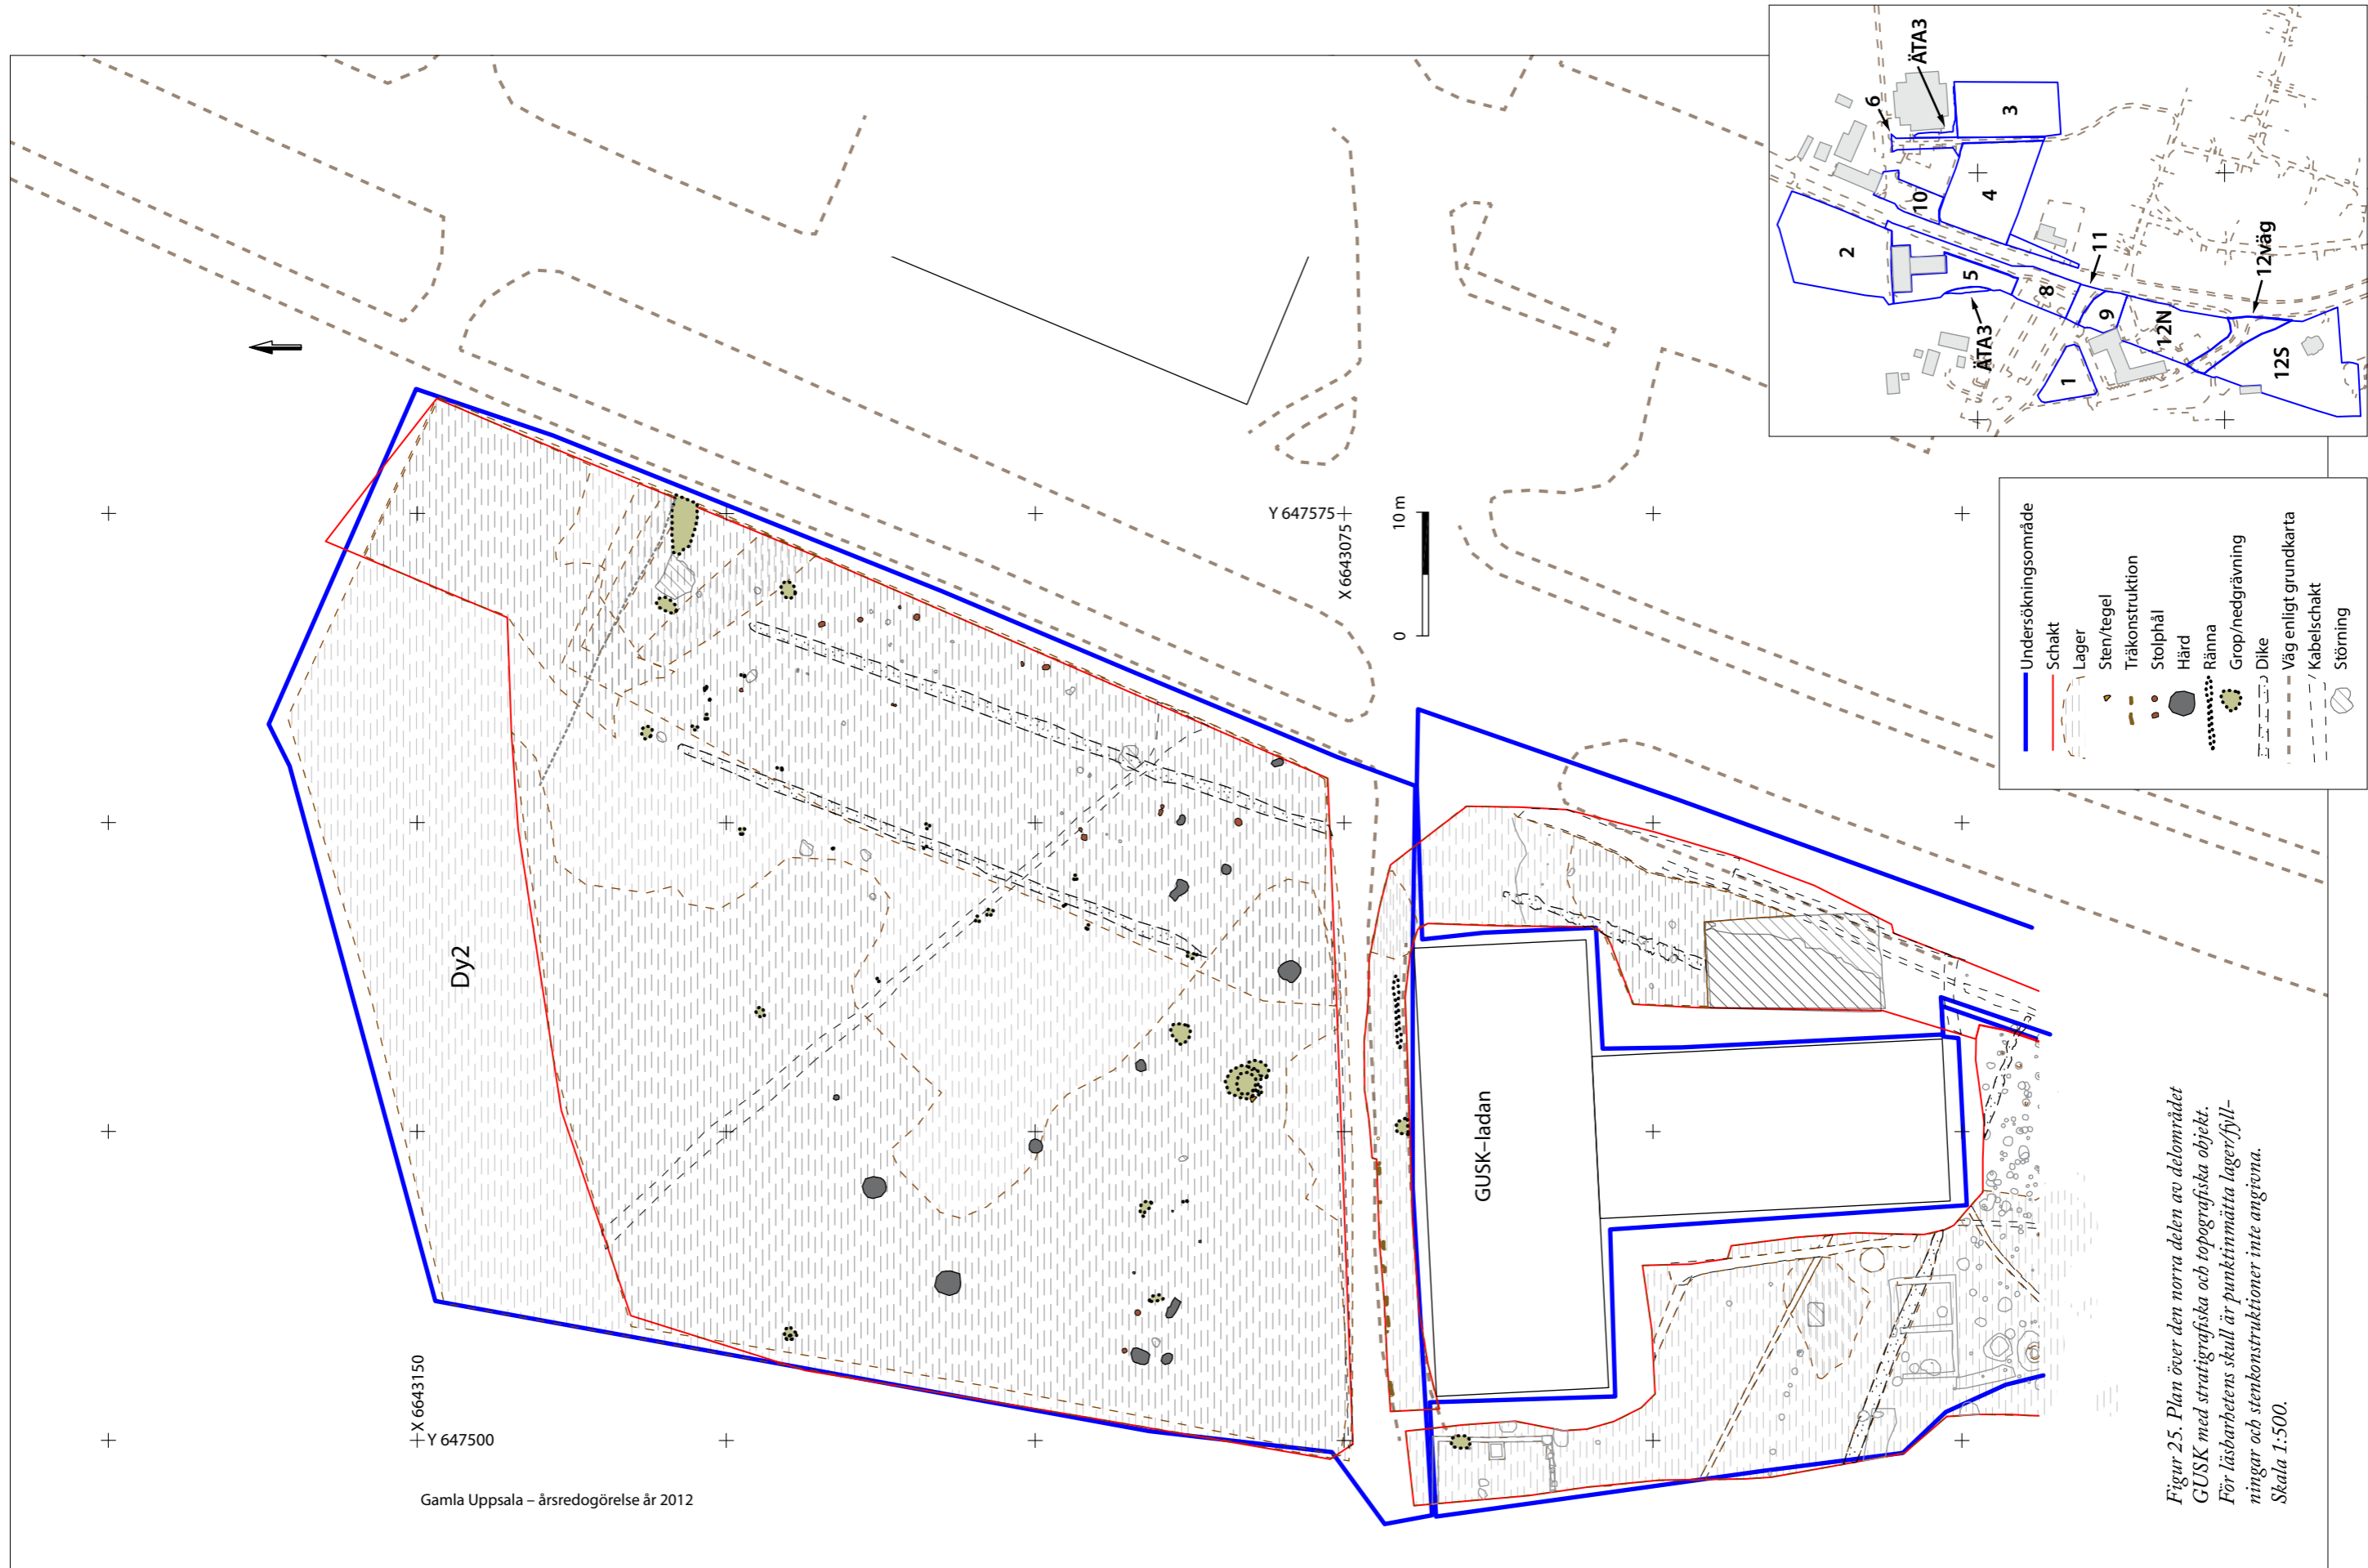 Dy2
X 6643150
Y 647500
Y 647575
X 6643075
0
10 m
GUSK-ladan
Undersökningsområde
Schakt
Lager
Sten/tegel
Träkonstruktion
Stolphål
Härd
Ränna
Grop/nedgrävning
Dike
Väg enligt grundkarta
Kabelschakt
Störning
2
6
ÄTA3
3
10
4
5
ÄTA3
8
11
9
1
12N
12väg
12S
Figur 25. Plan över den norra delen av delområdet
GUSK med stratigrafiska och topografiska objekt.
För läsbarhetens skull är punktinmätta lager/fyll-
ningar och stenkonstruktioner inte angivna.
Skala 1:500.
Gamla Uppsala – årsredogörelse år 2012